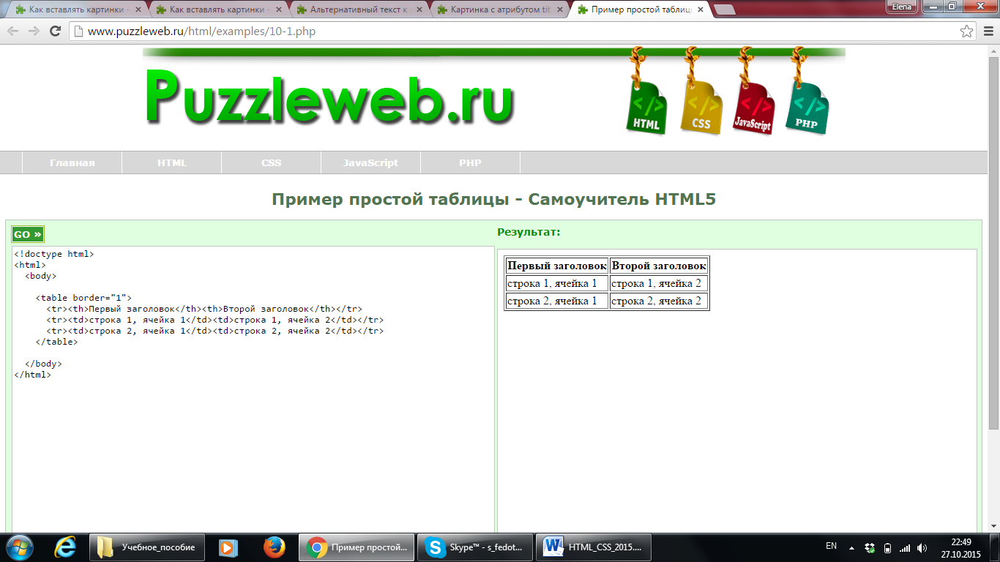 Как вставлять картинки -
Как вставлять картинки -
Альтернативный текст к
Картинка с атрибутом tit
Пример простой таблицы
Elena
www.puzzleweb.ru/html/examples/10-1.php
Puzzleweb.ru
</> HTML
</> CSS
</> JavaScript
</> PHP
Главная HTML CSS JavaScript PHP
Пример простой таблицы - Самоучитель HTML5
GO »
<!doctype html>
<html>
<body>
<table border="1">
<tr><th>Первый заголовок</th><th>Второй заголовок</th></tr>
<tr><td>строка 1, ячейка 1</td><td>строка 1, ячейка 2</td></tr>
<tr><td>строка 2, ячейка 1</td><td>строка 2, ячейка 2</td></tr>
</table>
</body>
</html>
Результат:
Первый заголовок Второй заголовок
строка 1, ячейка 1 строка 1, ячейка 2
строка 2, ячейка 1 строка 2, ячейка 2
Учебное_пособие
Пример простой...
Skype™ - s_fedot...
HTML_CSS_2015....
EN
22:49
27.10.2015